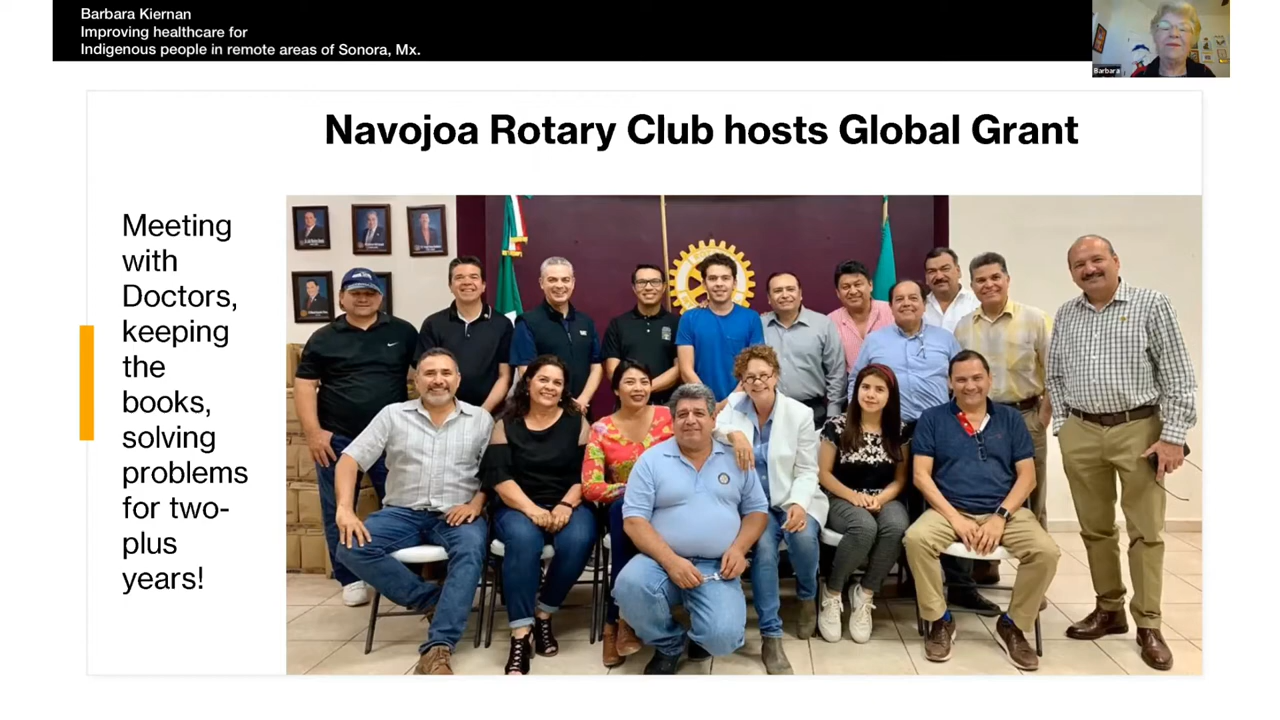 Barbara Kiernan
Improving healthcare for
Indigenous people in remote areas of Sonora, Mx.
Barbara
Navojoa Rotary Club hosts Global Grant
Meeting
with
Doctors,
keeping
the
books,
solving
problems
for two-
plus
years!